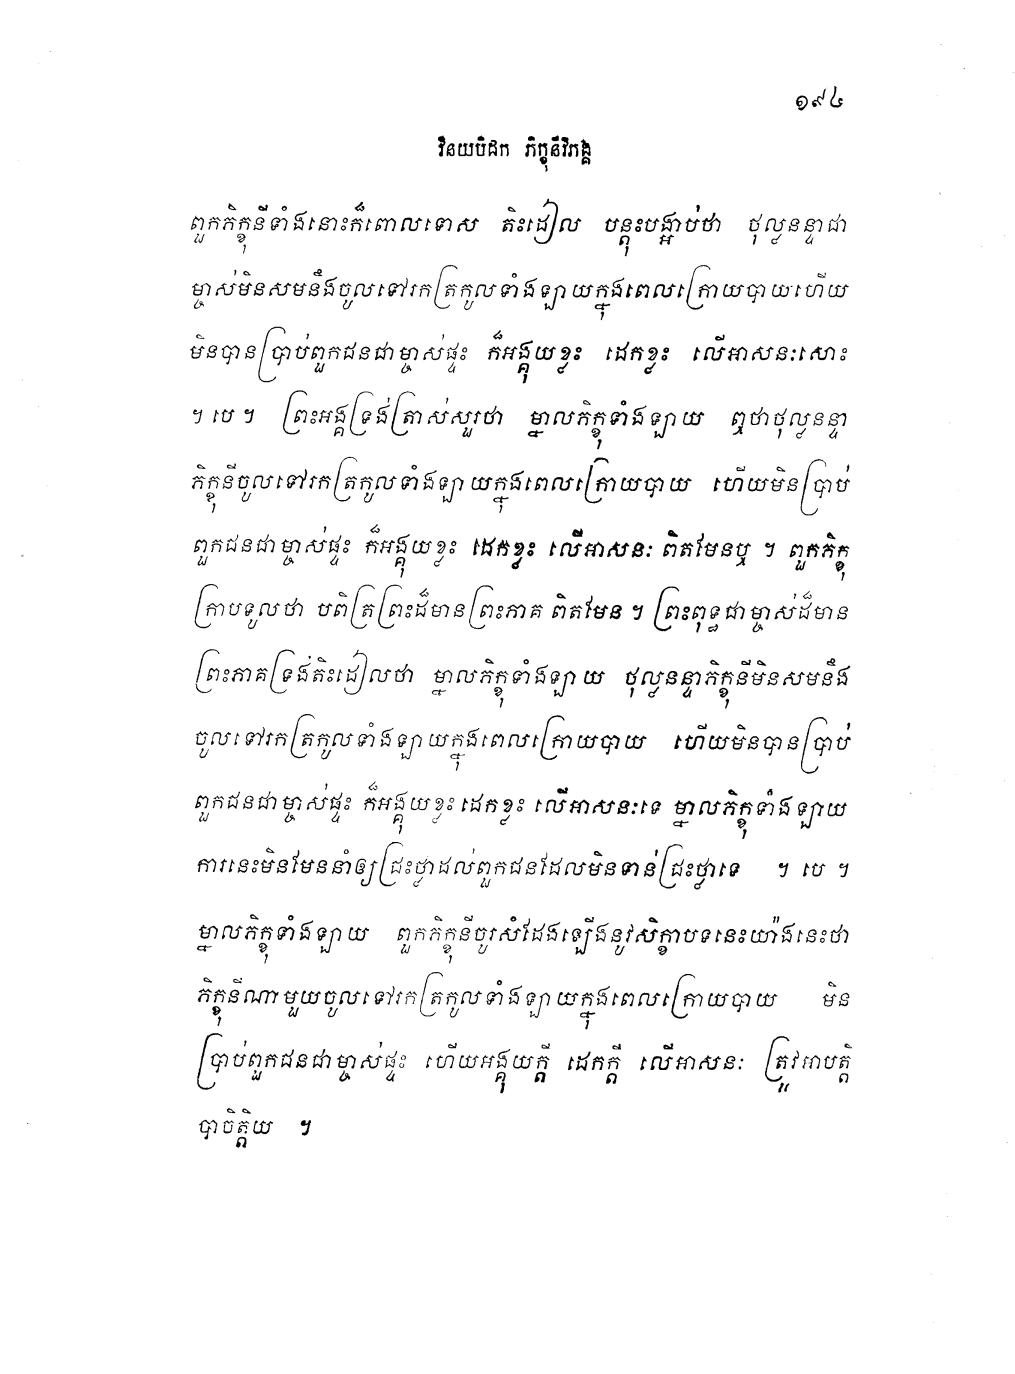 ១៩៤
វិនយបិដក ភិក្ខុនីវិភង្គ
ពួកភិក្ខុនីទាំងនោះក៏ពោលទោស តិះដៀល បន្តុះបង្អាប់ថា ថុល្លនន្ទាជា
ម្ចាស់មិនសមនឹងចូលទៅរកត្រកូលទាំងឡាយក្នុងពេលក្រោយបាយហើយ
មិនបានប្រាប់ពួកជនជាម្ចាស់ផ្ទះ ក៏អង្គុយខ្លះ ដេកខ្លះ លើអាសនៈសោះ
។ បេ ។ ព្រះអង្គទ្រង់ត្រាស់សួរថា ម្នាលភិក្ខុទាំងឡាយ ឮថាថុល្លនន្ទា
ភិក្ខុនីចូលទៅរកត្រកូលទាំងឡាយក្នុងពេលក្រោយបាយ ហើយមិនប្រាប់
ពួកជនជាម្ចាស់ផ្ទះ ក៏អង្គុយខ្លះ ដេកខ្លះ លើអាសនៈ ពិតមែនឬ ។ ពួកភិក្ខុ
ក្រាបទូលថា បពិត្រព្រះដ៏មានព្រះភាគ ពិតមែន ។ ព្រះពុទ្ធជាម្ចាស់ដ៏មាន
ព្រះភាគទ្រង់តិះដៀលថា ម្នាលភិក្ខុទាំងឡាយ ថុល្លនន្ទាភិក្ខុនីមិនសមនឹង
ចូលទៅរកត្រកូលទាំងឡាយក្នុងពេលក្រោយបាយ ហើយមិនបានប្រាប់
ពួកជនជាម្ចាស់ផ្ទះ ក៏អង្គុយខ្លះ ដេកខ្លះ លើអាសនៈទេ ម្នាលភិក្ខុទាំងឡាយ
ការនេះមិនមែននាំឲ្យជ្រះថ្លាដល់ពួកជនដែលមិនទាន់ជ្រះថ្លាទេ ។ បេ ។
ម្នាលភិក្ខុទាំងឡាយ ពួកភិក្ខុនីចូរសំដែងឡើងនូវសិក្ខាបទនេះយ៉ាងនេះថា
ភិក្ខុនីណាមួយចូលទៅរកត្រកូលទាំងឡាយក្នុងពេលក្រោយបាយ មិន
ប្រាប់ពួកជនជាម្ចាស់ផ្ទះ ហើយអង្គុយក្តី ដេកក្តី លើអាសនៈ ត្រូវអាបត្តិ
បាចិត្តិយ ។